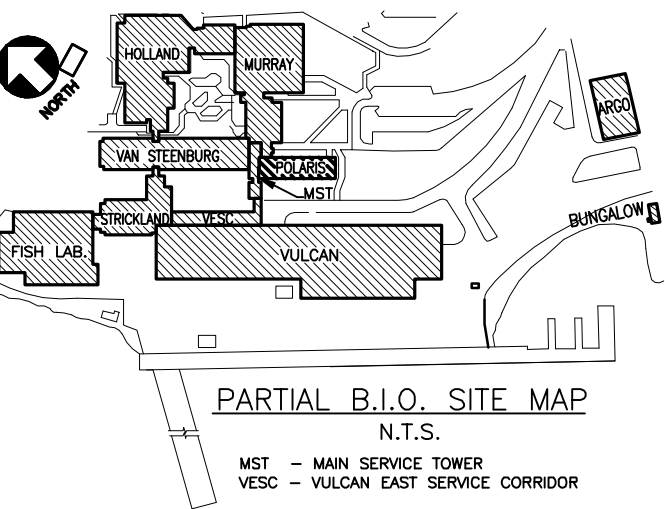 HOLLAND
MURRAY
NORTH
ARGO
VAN STEENBURG
POLARIS
MST
STRICKLAND
VESC
BUNGALOW
FISH LAB.
VULCAN
PARTIAL B.I.O. SITE MAP
N.T.S.
MST – MAIN SERVICE TOWER
VESC – VULCAN EAST SERVICE CORRIDOR